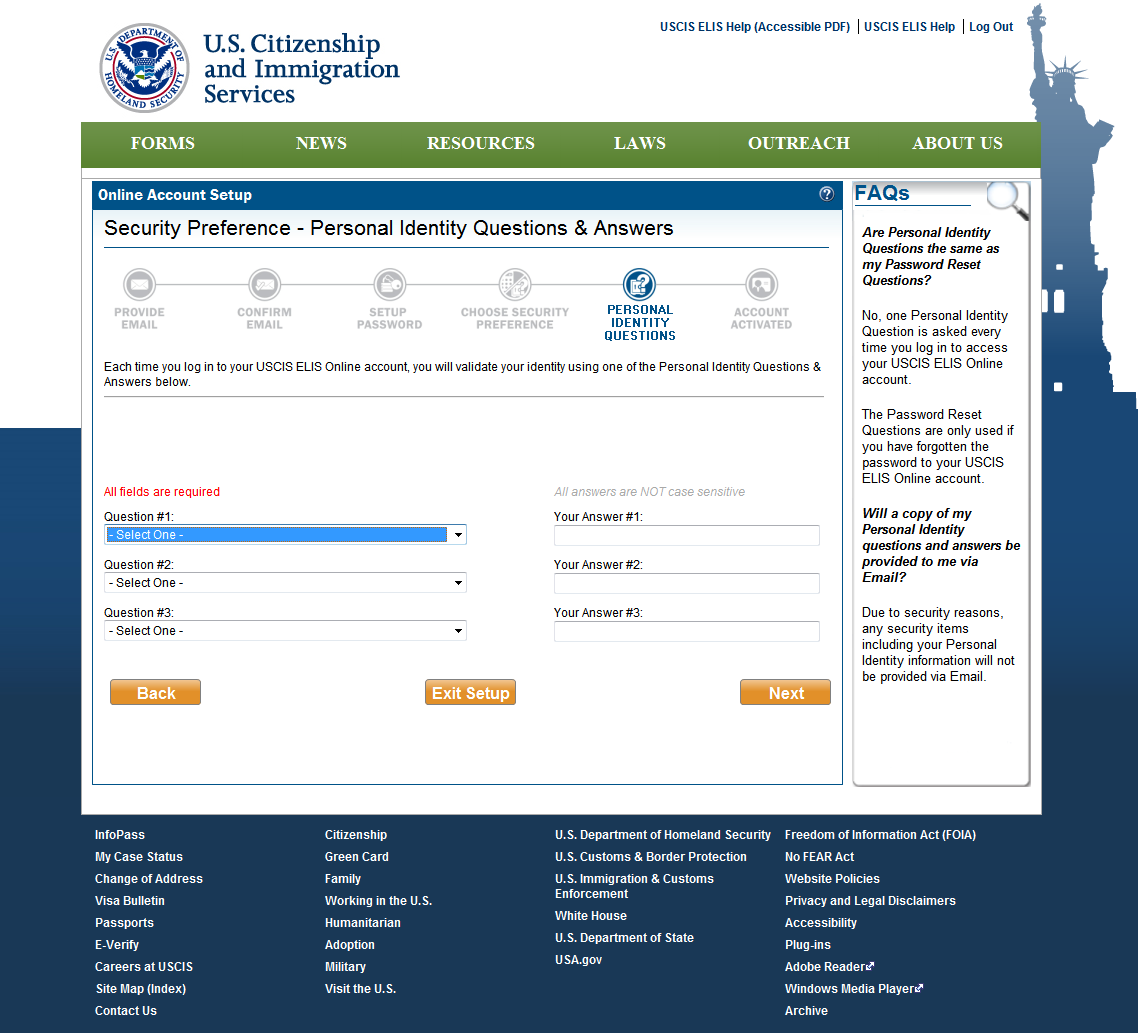 USCIS ELIS Help (Accessible PDF) | USCIS ELIS Help | Log Out
U.S. DEPARTMENT OF HOMELAND SECURITY
U.S. Citizenship
and Immigration
Services
FORMS NEWS RESOURCES LAWS OUTREACH ABOUT US
Online Account Setup ?
Security Preference - Personal Identity Questions & Answers
PROVIDE
EMAIL
CONFIRM
EMAIL
SETUP
PASSWORD
CHOOSE SECURITY
PREFERENCE
PERSONAL
IDENTITY
QUESTIONS
ACCOUNT
ACTIVATED
Each time you log in to your USCIS ELIS Online account, you will validate your identity using one of the Personal Identity Questions &
Answers below.
All fields are required
All answers are NOT case sensitive
Question #1:
Your Answer #1:
- Select One -
Question #2:
Your Answer #2:
- Select One -
Question #3:
Your Answer #3:
- Select One -
Back Exit Setup Next
FAQs
Are Personal Identity
Questions the same as
my Password Reset
Questions?
No, one Personal Identity
Question is asked every
time you log in to access
your USCIS ELIS Online
account.
The Password Reset
Questions are only used if
you have forgotten the
password to your USCIS
ELIS Online account.
Will a copy of my
Personal Identity
questions and answers be
provided to me via
Email?
Due to security reasons,
any security items
including your Personal
Identity information will not
be provided via Email.
InfoPass
My Case Status
Change of Address
Visa Bulletin
Passports
E-Verify
Careers at USCIS
Site Map (Index)
Contact Us
Citizenship
Green Card
Family
Working in the U.S.
Humanitarian
Adoption
Military
Visit the U.S.
U.S. Department of Homeland Security
U.S. Customs & Border Protection
U.S. Immigration & Customs
Enforcement
White House
U.S. Department of State
USA.gov
Freedom of Information Act (FOIA)
No FEAR Act
Website Policies
Privacy and Legal Disclaimers
Accessibility
Plug-ins
Adobe Reader
Windows Media Player
Archive